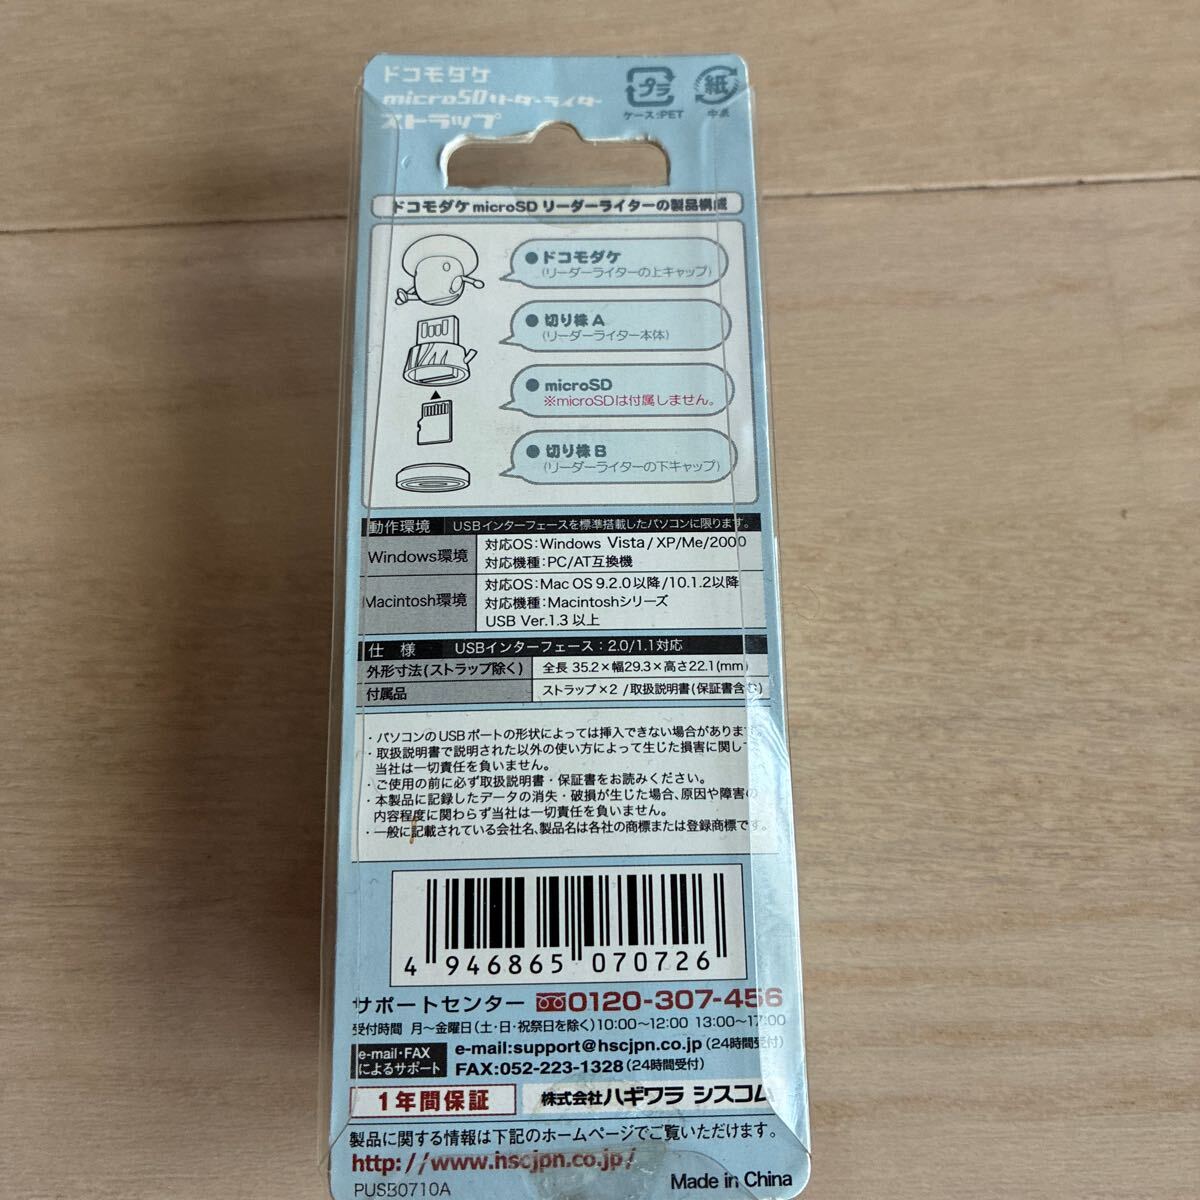 ドコモダケ
microSDリーダーライター
ストラップ
プラ
ケース:PET
紙
ドコモダケ microSD リーダーライターの製品構成
●ドコモダケ
(リーダーライターの上キャップ)
●切り株 A
(リーダーライター本体)
●microSD
※microSDは付属しません。
●切り株 B
(リーダーライターの下キャップ)
動作環境 USBインターフェースを標準搭載したパソコンに限ります。
Windows環境
対応OS:Windows Vista/XP/Me/2000
対応機種:PC/AT互換機
Macintosh環境
対応OS:Mac OS 9.2.0以降/10.1.2以降
対応機種:Macintoshシリーズ
USB Ver.1.3 以上
仕 様 USBインターフェース:2.0/1.1対応
外形寸法(ストラップ除く) 全長 35.2×幅29.3×高さ22.1(mm)
付属品 ストラップ×2 /取扱説明書(保証書含む)
・パソコンのUSBポートの形状によっては挿入できない場合があります。
・取扱説明書で説明された以外の使い方によって生じた損害に関して
当社は一切責任を負いません。
・ご使用の前に必ず取扱説明書・保証書をお読みください。
・本製品に記録したデータの消失・破損が生じた場合、原因や障害の
内容程度に関わらず当社は一切責任を負いません。
・一般に記載されている会社名、製品名は各社の商標または登録商標です。
4 946865 070726
サポートセンター 0120-307-456
受付時間 月~金曜日(土・日・祝祭日を除く)10:00~12:00 13:00~17:00
e-mail・FAX
によるサポート
e-mail:support@hscjpn.co.jp(24時間受付)
FAX:052-223-1328(24時間受付)
1年間保証 株式会社ハギワラ シスコム
製品に関する情報は下記のホームページでご覧いただけます。
http://www.hscjpn.co.jp/
PUSB0710A Made in China